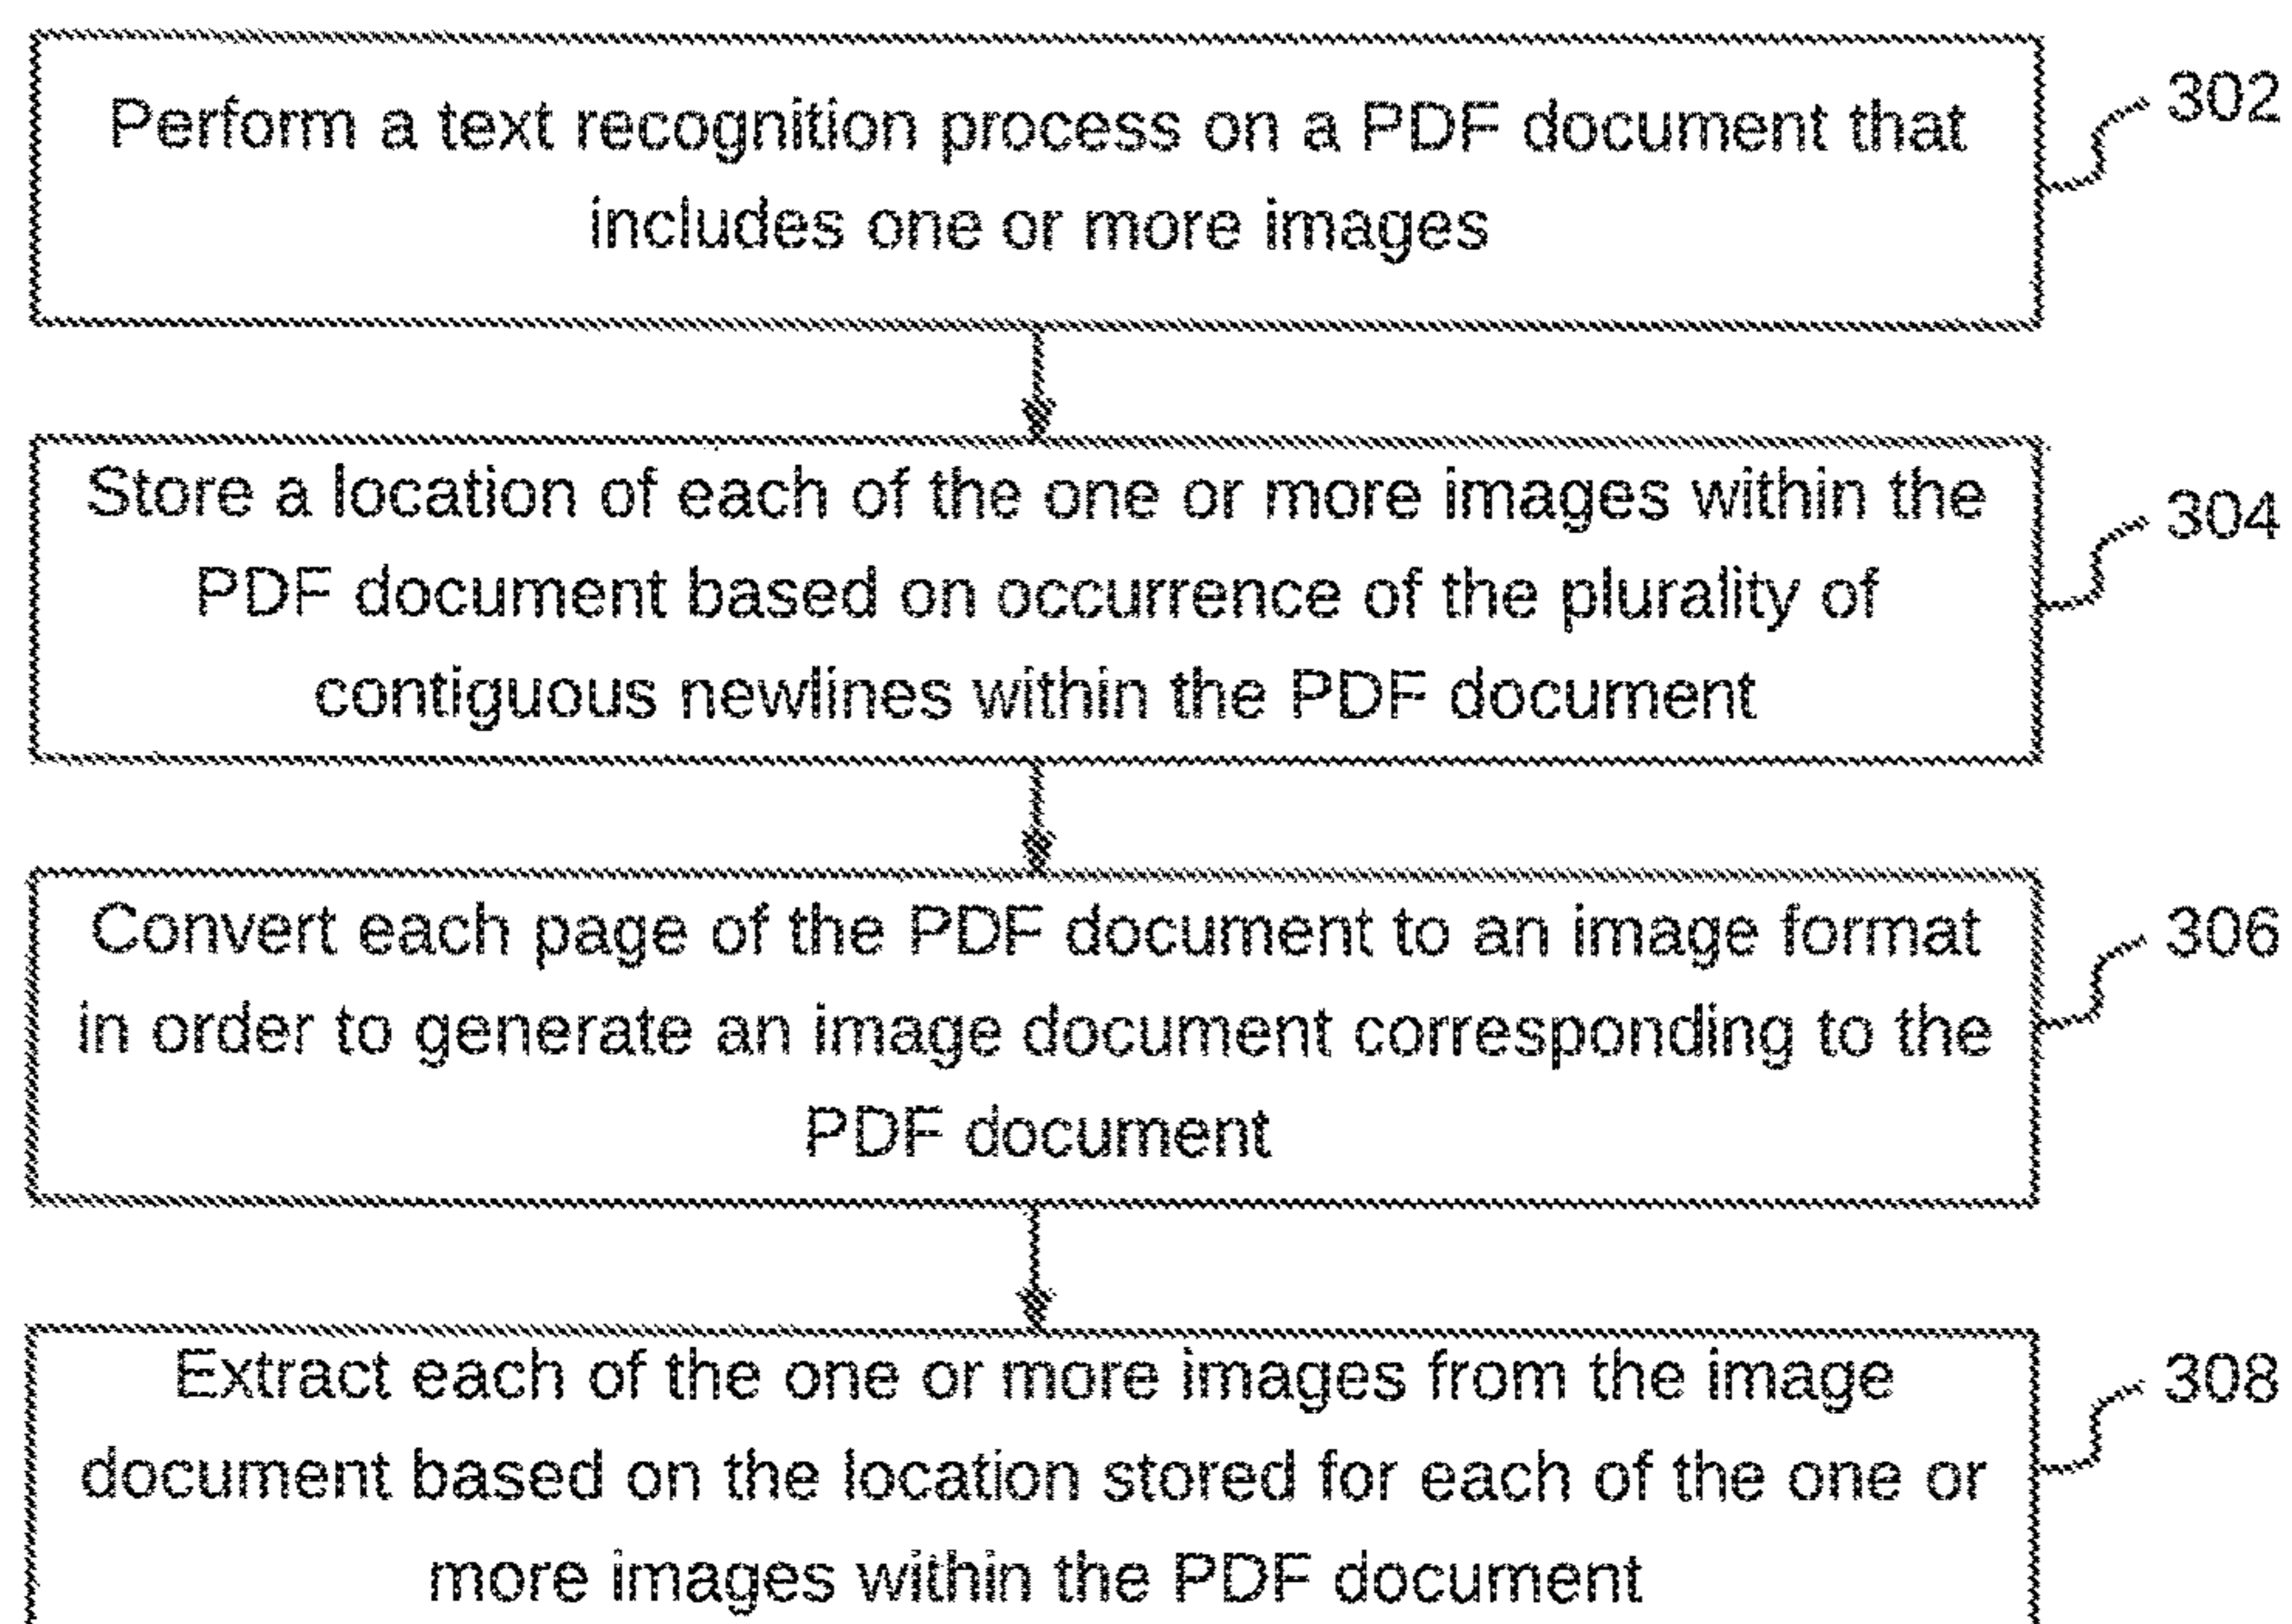 Perform a text recognition process on a PDF document that
includes one or more images
302
Store a location of each of the one or more images within the
PDF document based on occurrence of the plurality of
contiguous newlines within the PDF document
304
Convert each page of the PDF document to an image format
in order to generate an image document corresponding to the
PDF document
306
Extract each of the one or more images from the image
document based on the location stored for each of the one or
more images within the PDF document
308